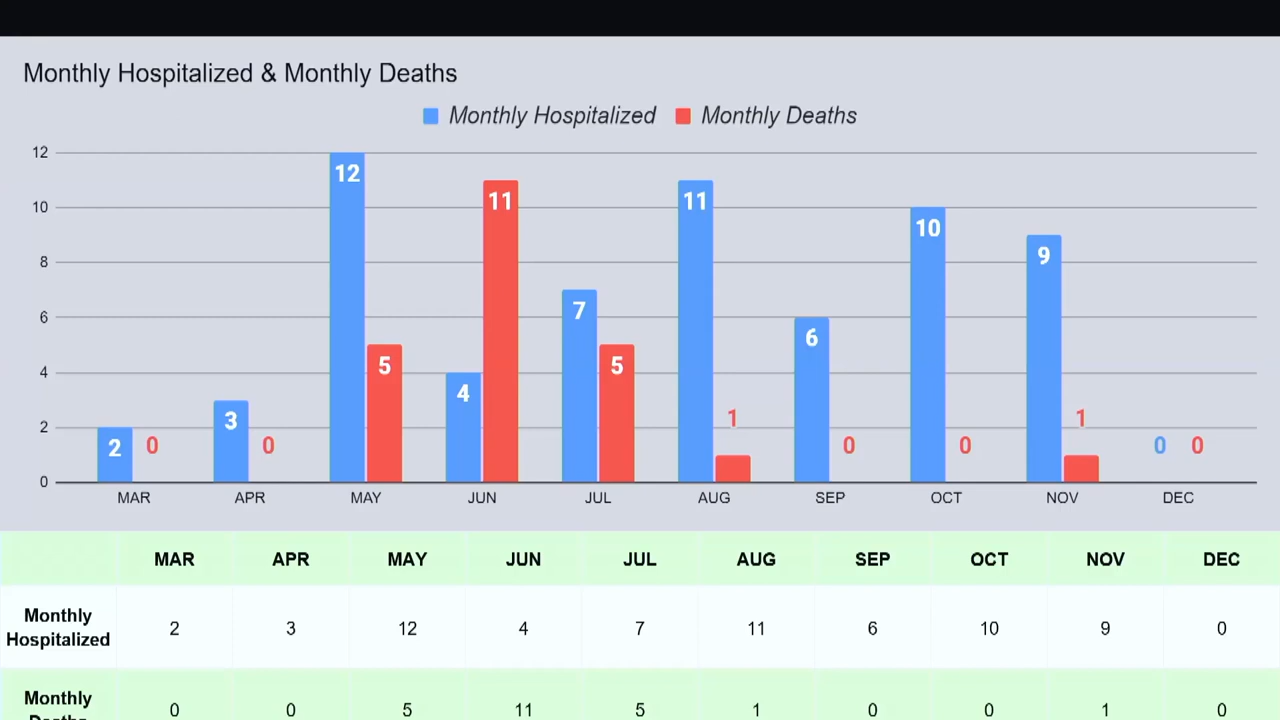 Monthly Hospitalized & Monthly Deaths
Monthly Hospitalized Monthly Deaths
12
10
8
6
4
2
0
2 0 3 0 12 5 4 11 7 5 11 1 6 0 10 0 9 1 0 0
MAR APR MAY JUN JUL AUG SEP OCT NOV DEC
MAR APR MAY JUN JUL AUG SEP OCT NOV DEC
Monthly
Hospitalized 2 3 12 4 7 11 6 10 9 0
Monthly
Deaths 0 0 5 11 5 1 0 0 1 0